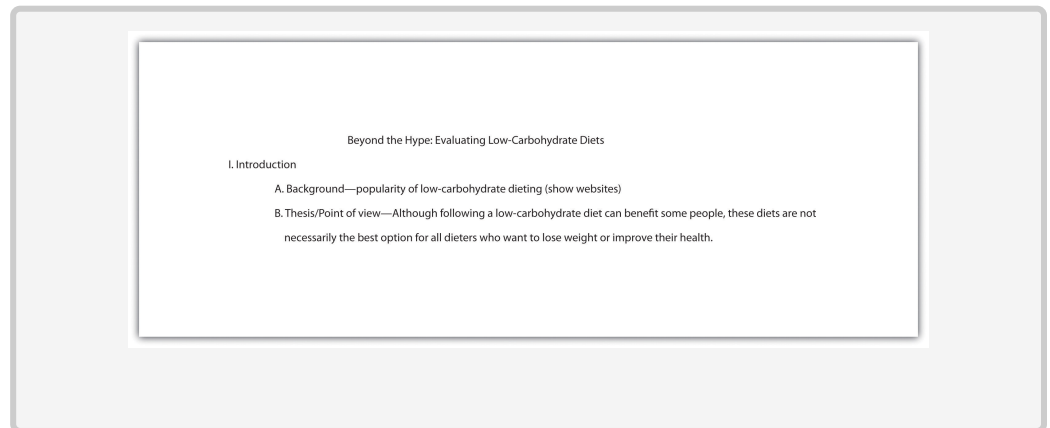 Beyond the Hype: Evaluating Low-Carbohydrate Diets
I. Introduction
A. Background—popularity of low-carbohydrate dieting (show websites)
B. Thesis/Point of view—Although following a low-carbohydrate diet can benefit some people, these diets are not
necessarily the best option for all dieters who want to lose weight or improve their health.